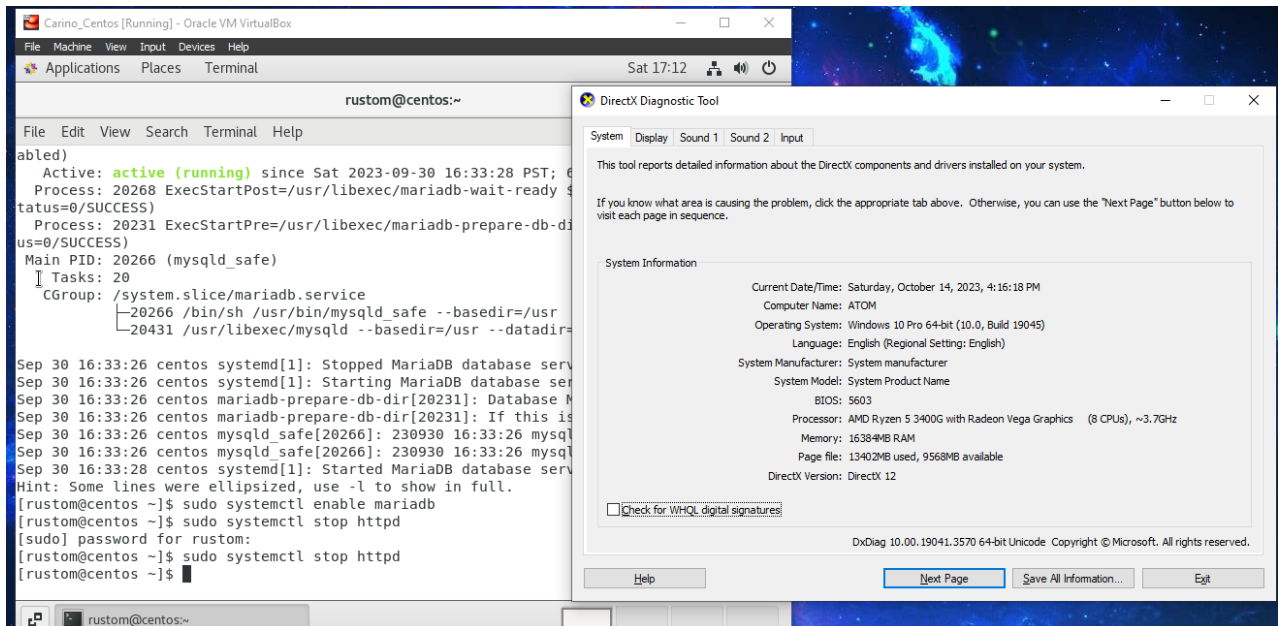 Carino_Centos [Running] - Oracle VM VirtualBox
File Machine View Input Devices Help
Applications Places Terminal Sat 17:12
rustom@centos:~
File Edit View Search Terminal Help
abled)
Active: active (running) since Sat 2023-09-30 16:33:28 PST; 6
Process: 20268 ExecStartPost=/usr/libexec/mariadb-wait-ready $
tatus=0/SUCCESS)
Process: 20231 ExecStartPre=/usr/libexec/mariadb-prepare-db-di
us=0/SUCCESS)
Main PID: 20266 (mysqld_safe)
Tasks: 20
CGroup: /system.slice/mariadb.service
├─20266 /bin/sh /usr/bin/mysqld_safe --basedir=/usr
└─20431 /usr/libexec/mysqld --basedir=/usr --datadir=
Sep 30 16:33:26 centos systemd[1]: Stopped MariaDB database serv
Sep 30 16:33:26 centos systemd[1]: Starting MariaDB database ser
Sep 30 16:33:26 centos mariadb-prepare-db-dir[20231]: Database M
Sep 30 16:33:26 centos mariadb-prepare-db-dir[20231]: If this is
Sep 30 16:33:26 centos mysqld_safe[20266]: 230930 16:33:26 mysql
Sep 30 16:33:26 centos mysqld_safe[20266]: 230930 16:33:26 mysql
Sep 30 16:33:28 centos systemd[1]: Started MariaDB database serv
Hint: Some lines were ellipsized, use -l to show in full.
[rustom@centos ~]$ sudo systemctl enable mariadb
[rustom@centos ~]$ sudo systemctl stop httpd
[sudo] password for rustom:
[rustom@centos ~]$ sudo systemctl stop httpd
[rustom@centos ~]$
rustom@centos:~
DirectX Diagnostic Tool
System Display Sound 1 Sound 2 Input
This tool reports detailed information about the DirectX components and drivers installed on your system.
If you know what area is causing the problem, click the appropriate tab above. Otherwise, you can use the "Next Page" button below to
visit each page in sequence.
System Information
Current Date/Time: Saturday, October 14, 2023, 4:16:18 PM
Computer Name: ATOM
Operating System: Windows 10 Pro 64-bit (10.0, Build 19045)
Language: English (Regional Setting: English)
System Manufacturer: System manufacturer
System Model: System Product Name
BIOS: 5603
Processor: AMD Ryzen 5 3400G with Radeon Vega Graphics (8 CPUs), ~3.7GHz
Memory: 16384MB RAM
Page file: 13402MB used, 9568MB available
DirectX Version: DirectX 12
Check for WHQL digital signatures
DxDiag 10.00.19041.3570 64-bit Unicode Copyright © Microsoft. All rights reserved.
Help Next Page Save All Information... Exit